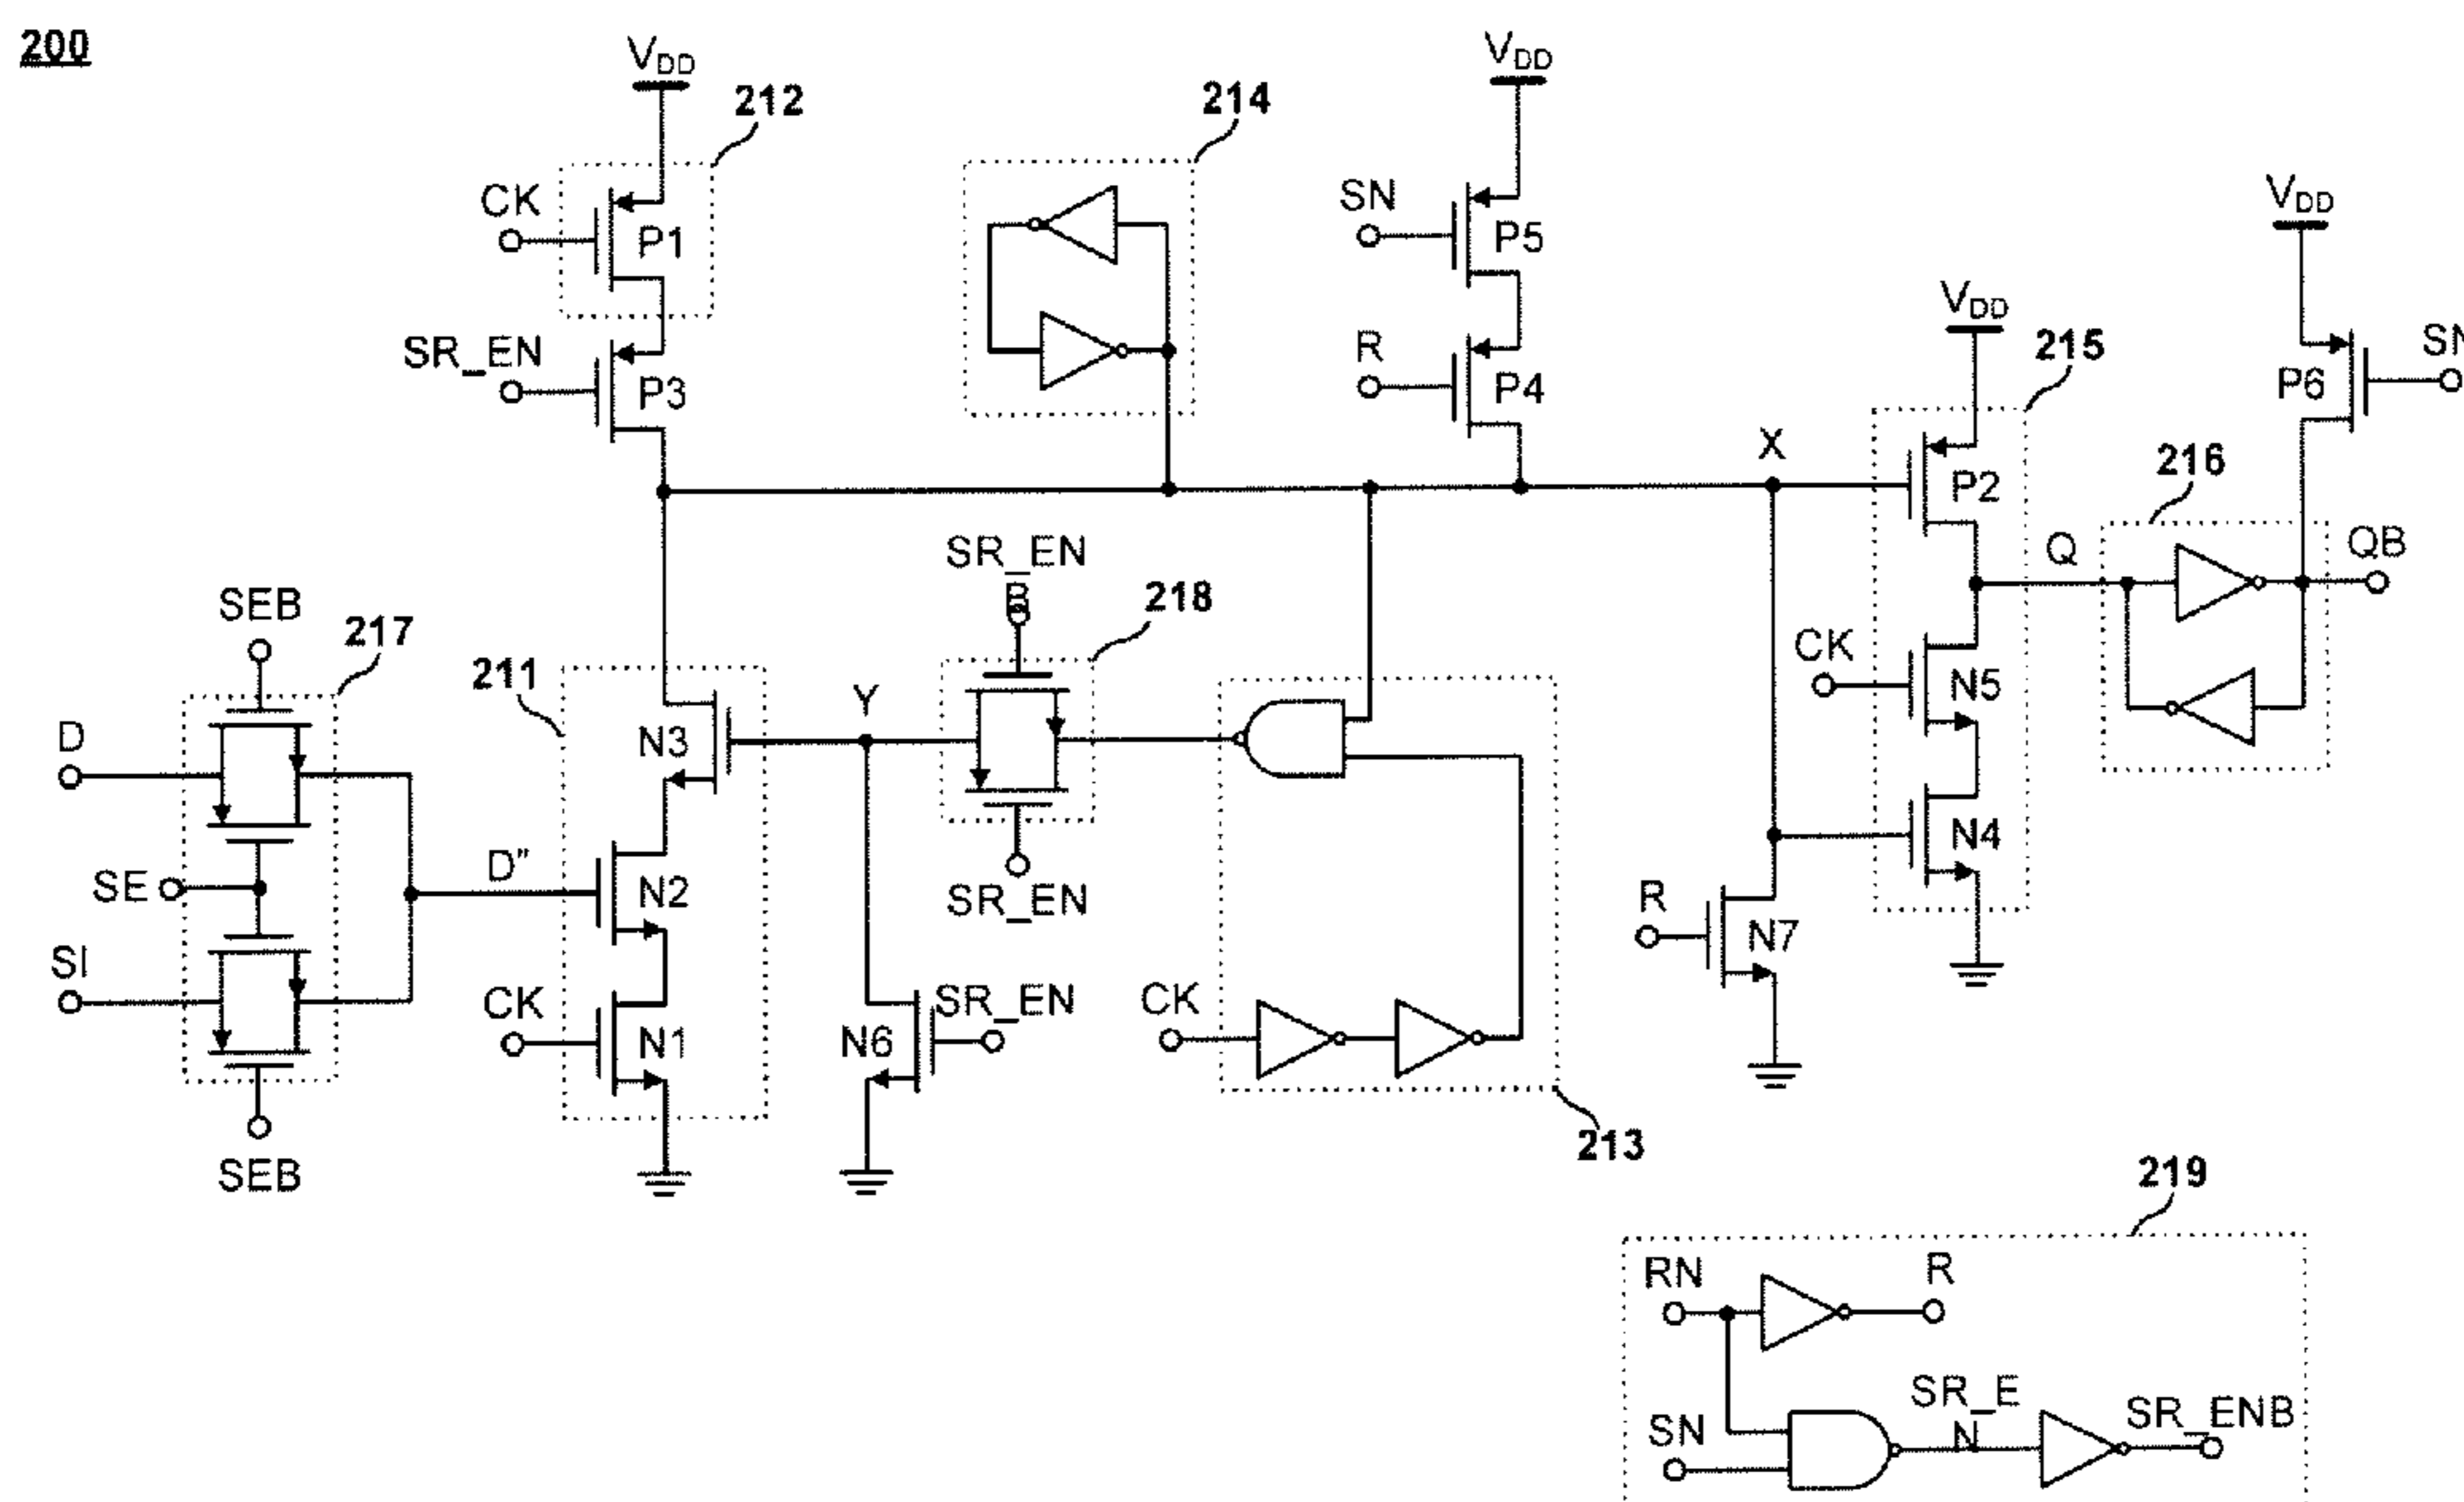 200
VDD
212
CK
P1
SR_EN
P3
214
VDD
SN
P5
R
P4
VDD
SN
P6
VDD
215
X
P2
216
Q
QB
CK
N5
N4
R
N7
SEB
217
D
SE
SI
SEB
D"
211
N3
N2
CK
N1
Y
SR_EN
B
218
SR_EN
N6
SR_EN
CK
213
219
RN
R
SN
SR_E
N
SR_ENB